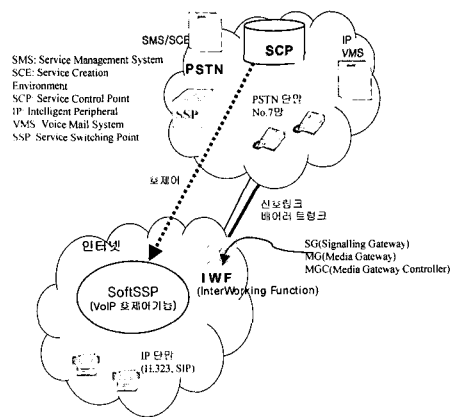 SMS/SCE
SCP
IP
VMS
PSTN
SMS: Service Management System
SCE: Service Creation
Environment
SCP: Service Control Point
IP: Intelligent Peripheral
VMS: Voice Mail System
SSP: Service Switching Point
SSP
PSTN 단말
No.7망
호제어
신호링크
베어러 트렁크
인터넷
SG(Signalling Gateway)
MG(Media Gateway)
MGC(Media Gateway Controller)
IWF
(InterWorking Function)
SoftSSP
(VoIP 호제어기능)
IP 단말
(H.323, SIP)